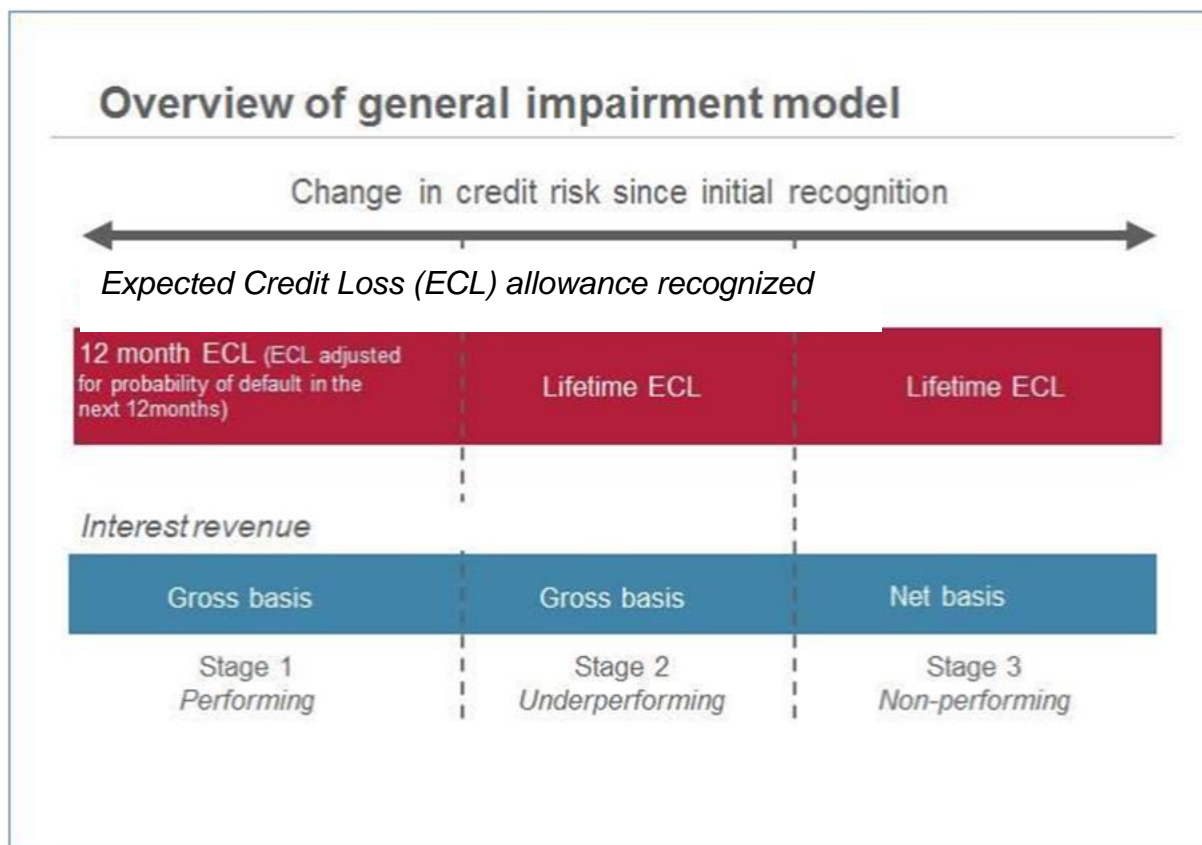 Overview of general impairment model
Change in credit risk since initial recognition
Expected Credit Loss (ECL) allowance recognized
12 month ECL (ECL adjusted
for probability of default in the
next 12months)
Lifetime ECL
Lifetime ECL
Interest revenue
Gross basis
Gross basis
Net basis
Stage 1
Performing
Stage 2
Underperforming
Stage 3
Non-performing